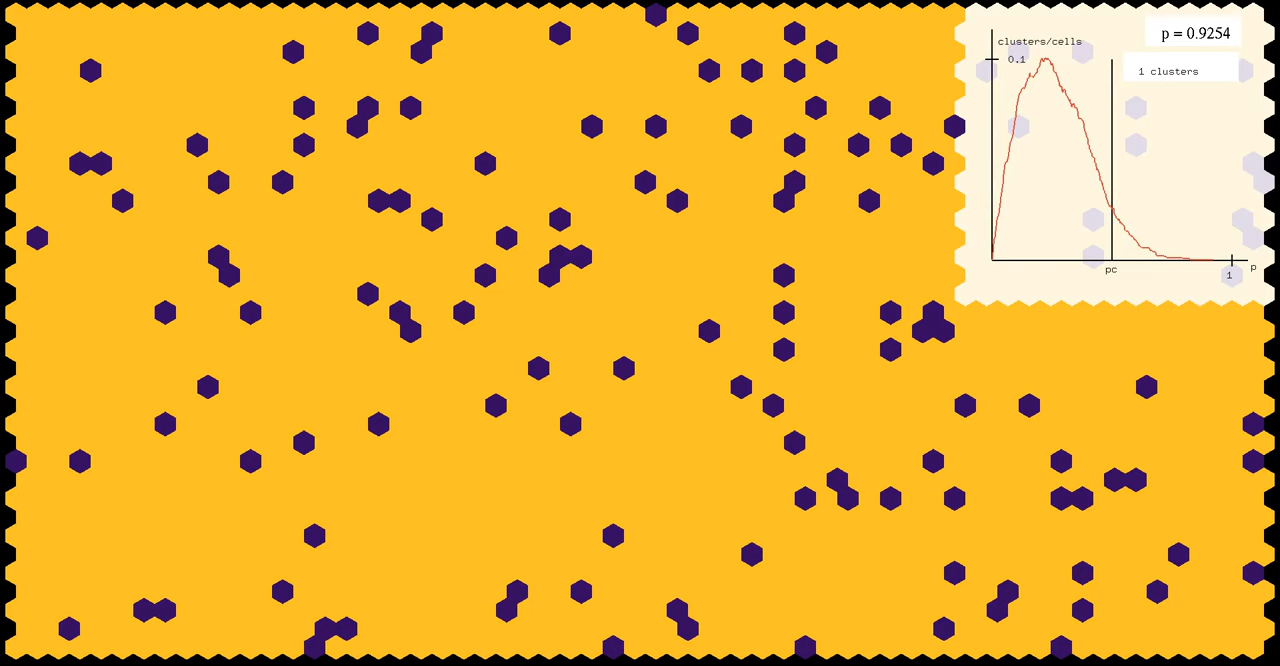 p = 0.9254
clusters/cells
0.1
1 clusters
pc
1
p